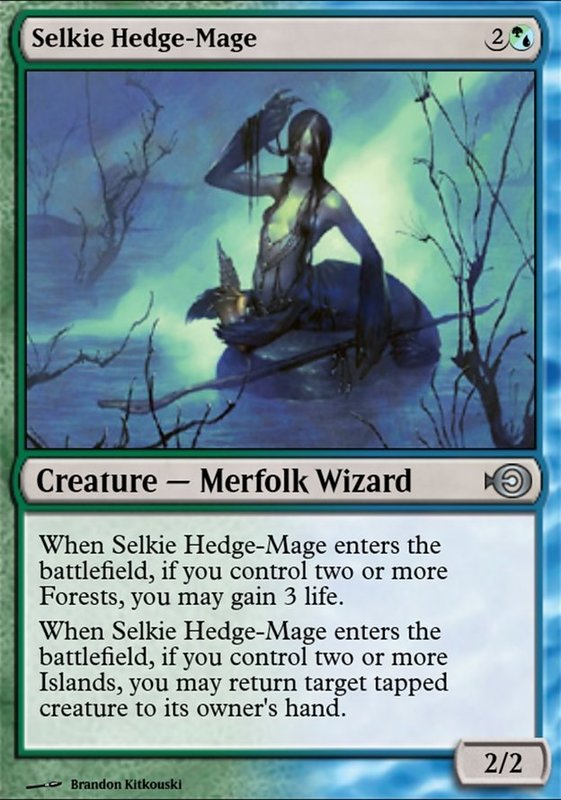 Selkie Hedge-Mage 2
Creature — Merfolk Wizard
When Selkie Hedge-Mage enters the
battlefield, if you control two or more
Forests, you may gain 3 life.
When Selkie Hedge-Mage enters the
battlefield, if you control two or more
Islands, you may return target tapped
creature to its owner's hand.
2/2
Brandon Kitkouski